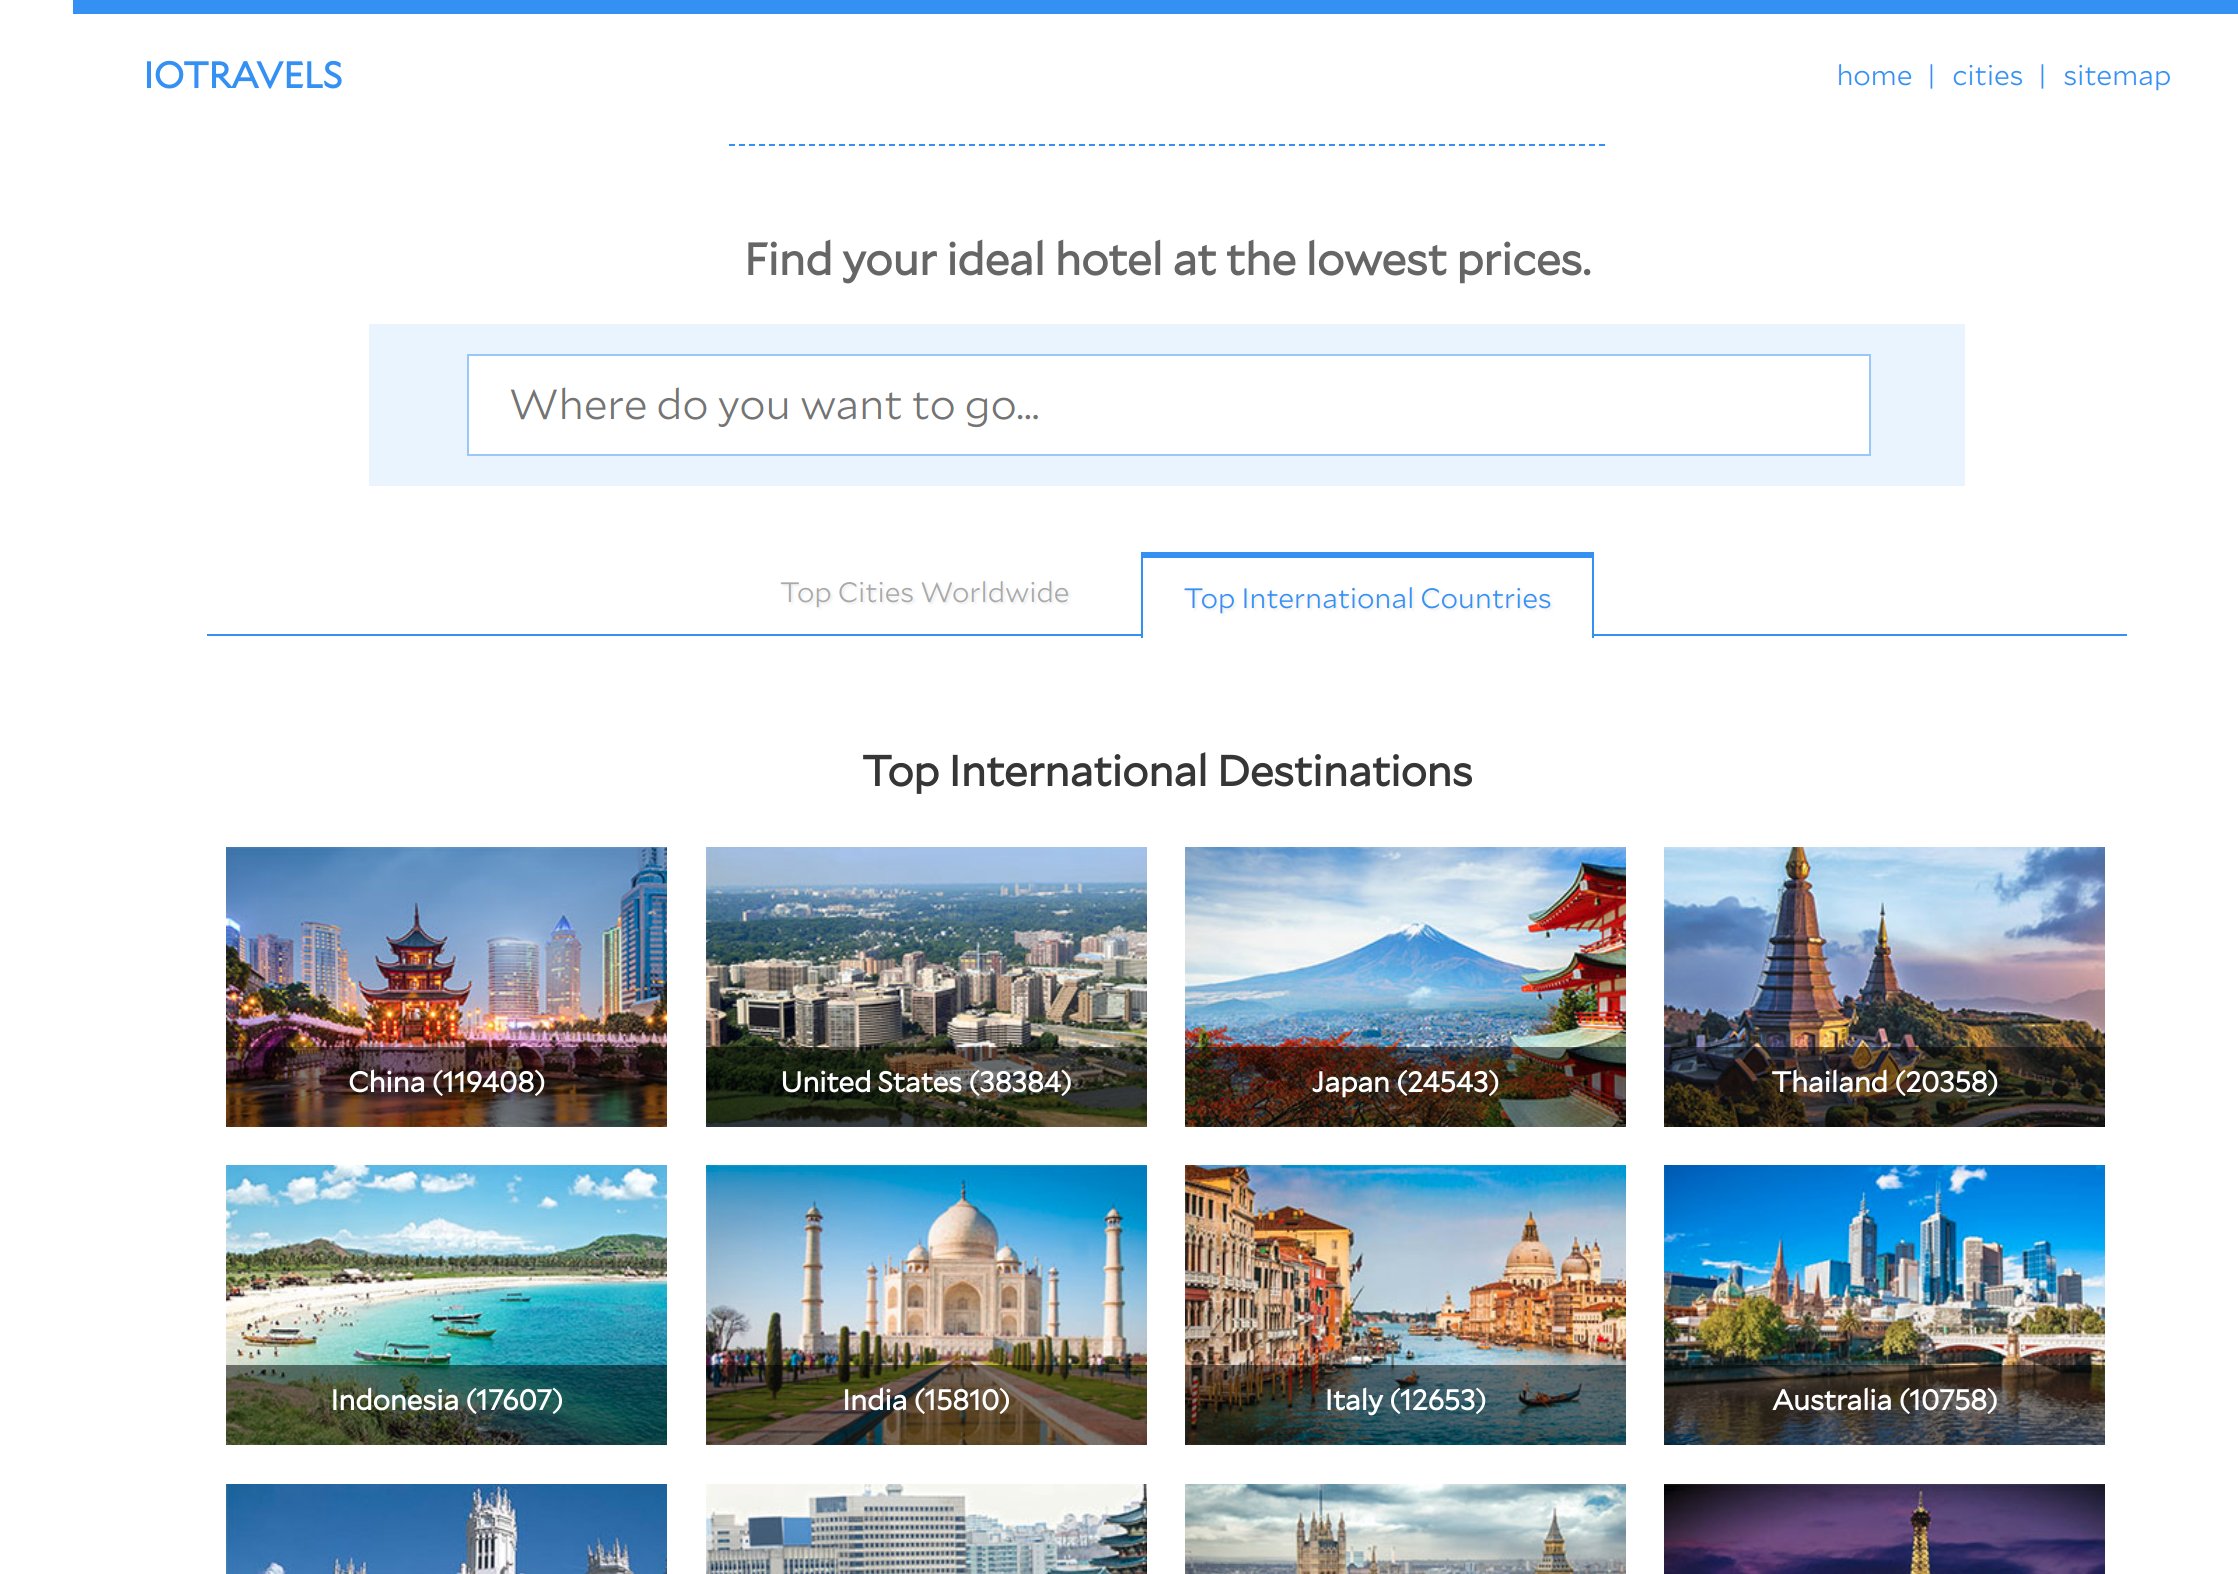 IOTRAVELS
home | cities | sitemap
Find your ideal hotel at the lowest prices.
Where do you want to go...
Top Cities Worldwide
Top International Countries
Top International Destinations
China (119408)
United States (38384)
Japan (24543)
Thailand (20358)
Indonesia (17607)
India (15810)
Italy (12653)
Australia (10758)